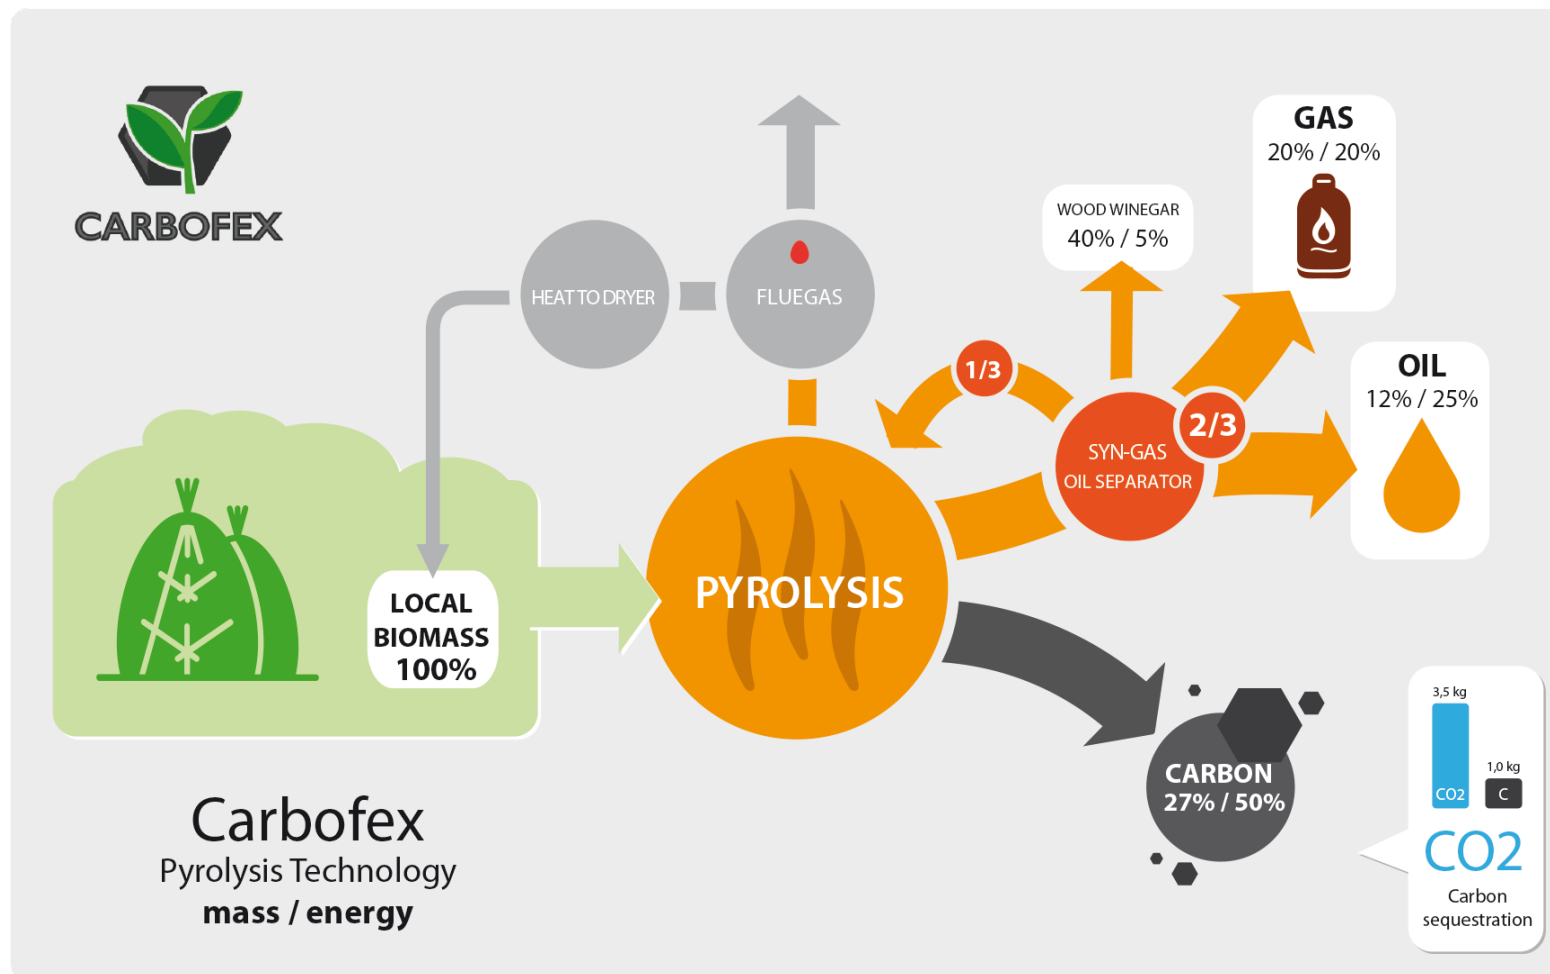 CARBOFEX
HEAT TO DRYER
FLUEGAS
WOOD WINEGAR
40% / 5%
GAS
20% / 20%
OIL
12% / 25%
1/3
2/3
SYN-GAS
OIL SEPARATOR
LOCAL
BIOMASS
100%
PYROLYSIS
CARBON
27% / 50%
3,5 kg
1,0 kg
CO2
C
CO2
Carbon
sequestration
Carbofex
Pyrolysis Technology
mass / energy